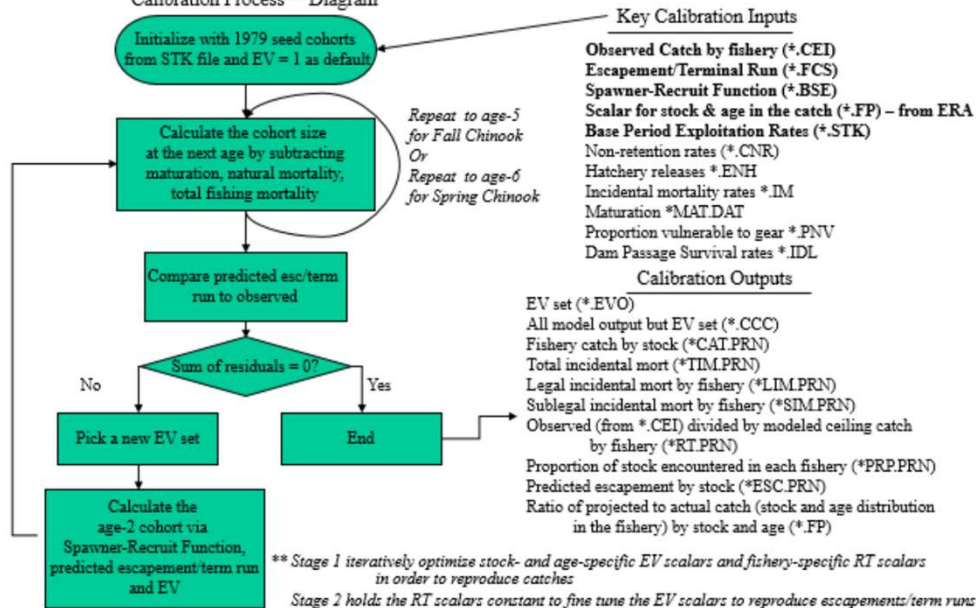 Calibration Process – Diagram
Initialize with 1979 seed cohorts
from STK file and EV = 1 as default
Calculate the cohort size
at the next age by subtracting
maturation, natural mortality,
total fishing mortality
Repeat to age-5
for Fall Chinook
Or
Repeat to age-6
for Spring Chinook
Compare predicted esc/term
run to observed
Sum of residuals = 0?
No
Yes
Pick a new EV set
End
Calculate the
age-2 cohort via
Spawner-Recruit Function,
predicted escapement/term run
and EV
Key Calibration Inputs
Observed Catch by fishery (*.CEI)
Escapement/Terminal Run (*.FCS)
Spawner-Recruit Function (*.BSE)
Scalar for stock & age in the catch (*.FP) – from ERA
Base Period Exploitation Rates (*.STK)
Non-retention rates (*.CNR)
Hatchery releases *.ENH
Incidental mortality rates *.IM
Maturation *MAT.DAT
Proportion vulnerable to gear *.PNV
Dam Passage Survival rates *.IDL
Calibration Outputs
EV set (*.EVO)
All model output but EV set (*.CCC)
Fishery catch by stock (*CAT.PRN)
Total incidental mort (*TIM.PRN)
Legal incidental mort by fishery (*LIM.PRN)
Sublegal incidental mort by fishery (*SIM.PRN)
Observed (from *.CEI) divided by modeled ceiling catch
by fishery (*RT.PRN)
Proportion of stock encountered in each fishery (*PRP.PRN)
Predicted escapement by stock (*ESC.PRN)
Ratio of projected to actual catch (stock and age distribution
in the fishery) by stock and age (*.FP)
** Stage 1 iteratively optimize stock- and age-specific EV scalars and fishery-specific RT scalars
in order to reproduce catches
Stage 2 holds the RT scalars constant to fine tune the EV scalars to reproduce escapements/term runs